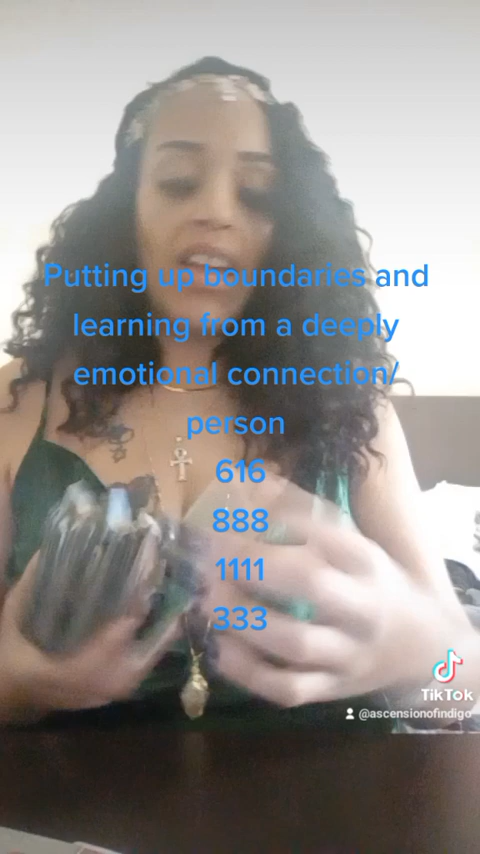 Putting up boundaries and
learning from a deeply
emotional connection/
person
616
888
1111
333
TikTok
@ascensionofindigo